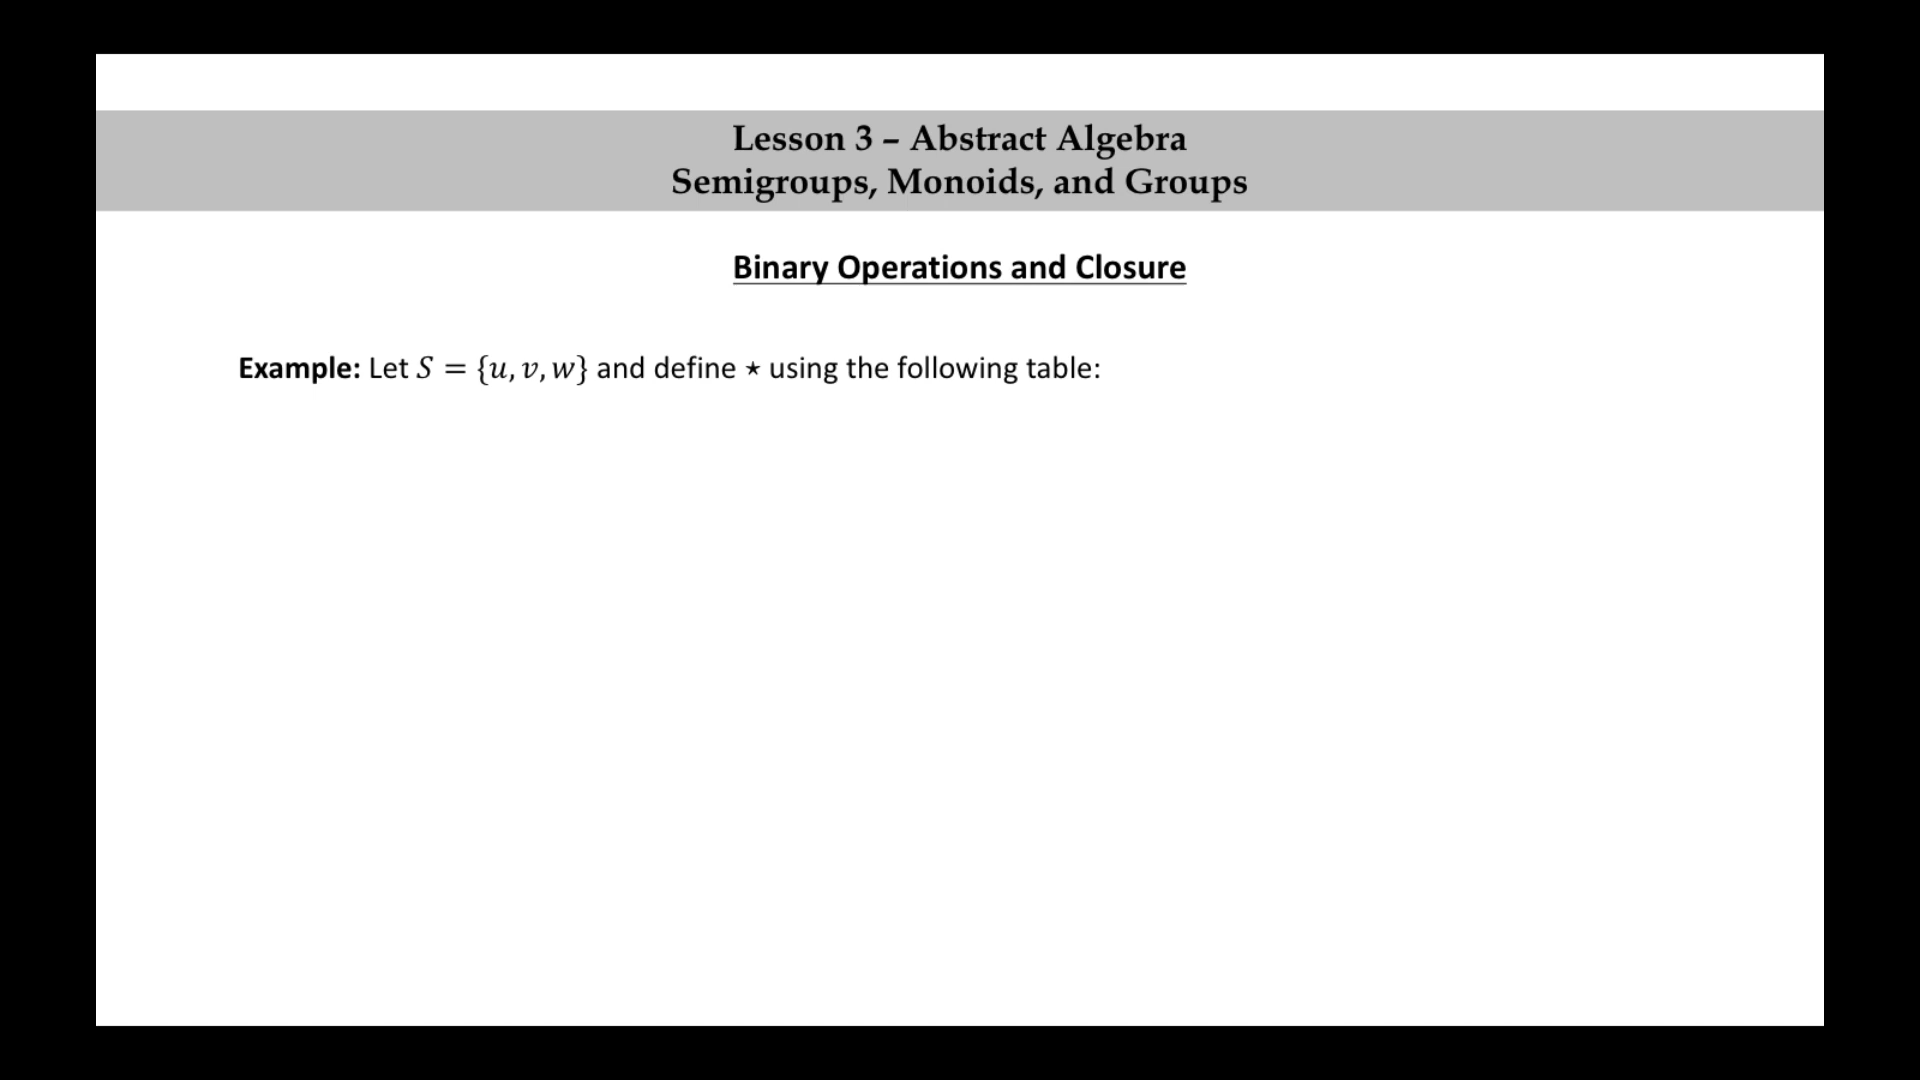 Lesson 3 – Abstract Algebra
Semigroups, Monoids, and Groups
Binary Operations and Closure
Example: Let 𝑆 = {𝑢, 𝑣, 𝑤} and define ⋆ using the following table: